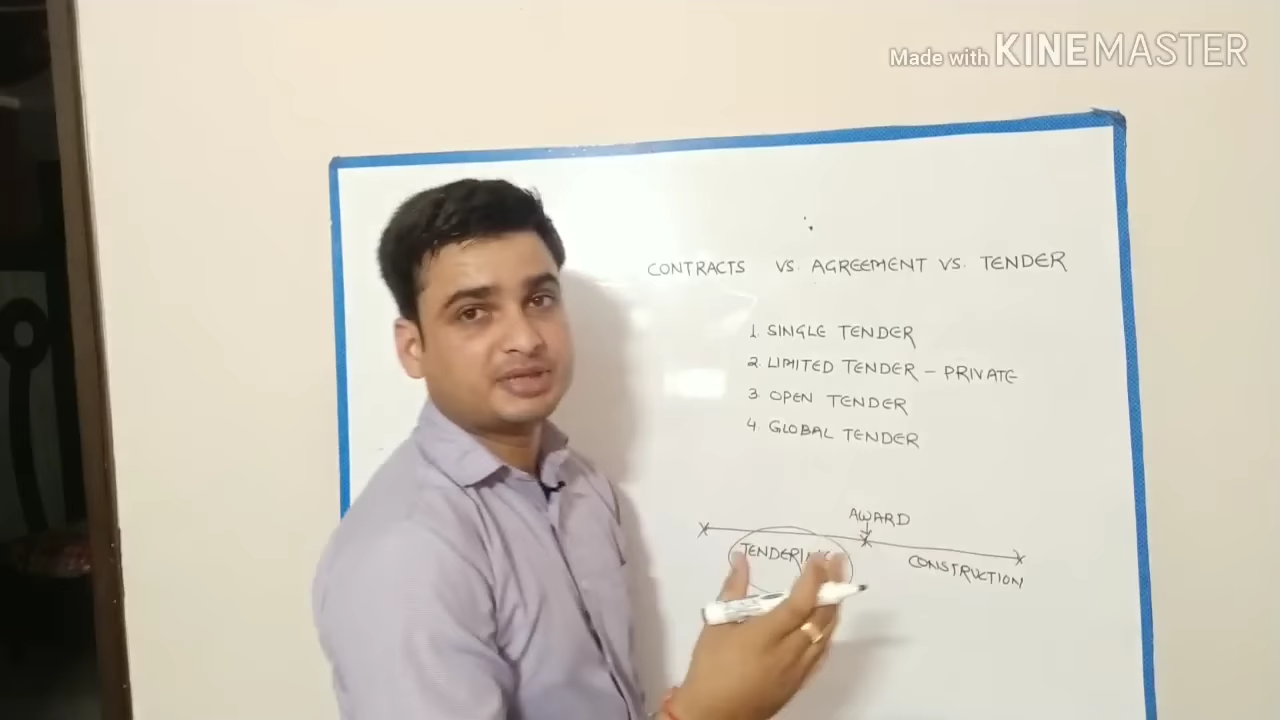 Made with KINEMASTER
CONTRACTS VS. AGREEMENT VS. TENDER
1. SINGLE TENDER
2. LIMITED TENDER - PRIVATE
3. OPEN TENDER
4. GLOBAL TENDER
AWARD
TENDERING
CONSTRUCTION